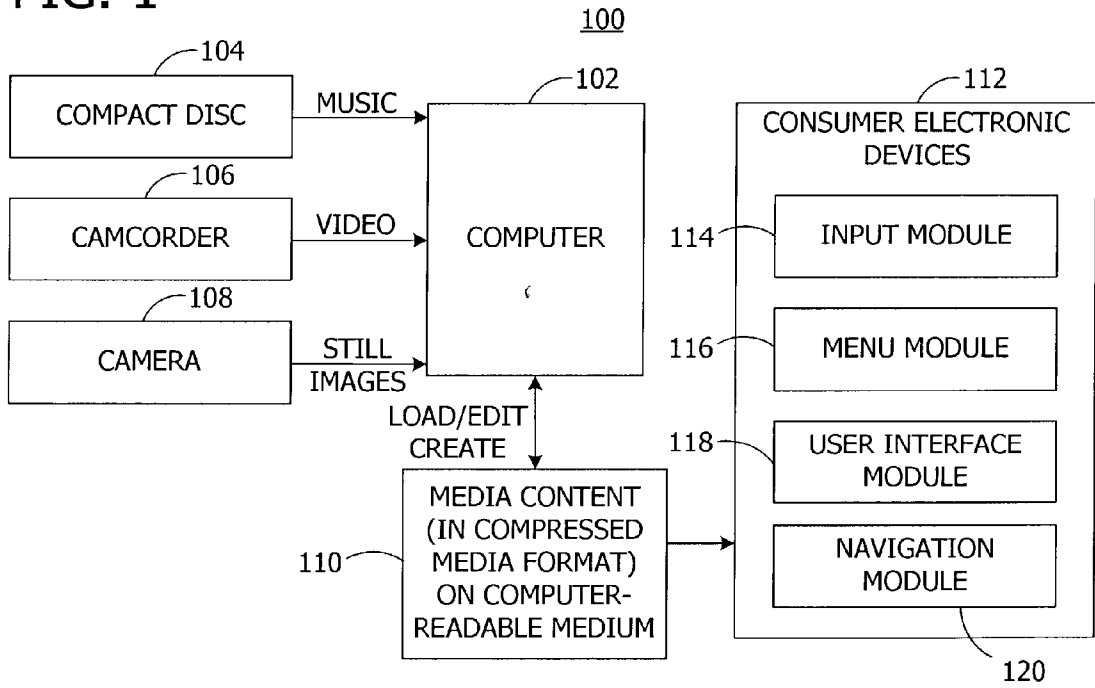 FIG. 1
100
104
COMPACT DISC
MUSIC
106
CAMCORDER
VIDEO
108
CAMERA
STILL
IMAGES
102
COMPUTER
LOAD/EDIT
CREATE
110
MEDIA CONTENT
(IN COMPRESSED
MEDIA FORMAT)
ON COMPUTER-
READABLE MEDIUM
112
CONSUMER ELECTRONIC
DEVICES
114
INPUT MODULE
116
MENU MODULE
118
USER INTERFACE
MODULE
NAVIGATION
MODULE
120